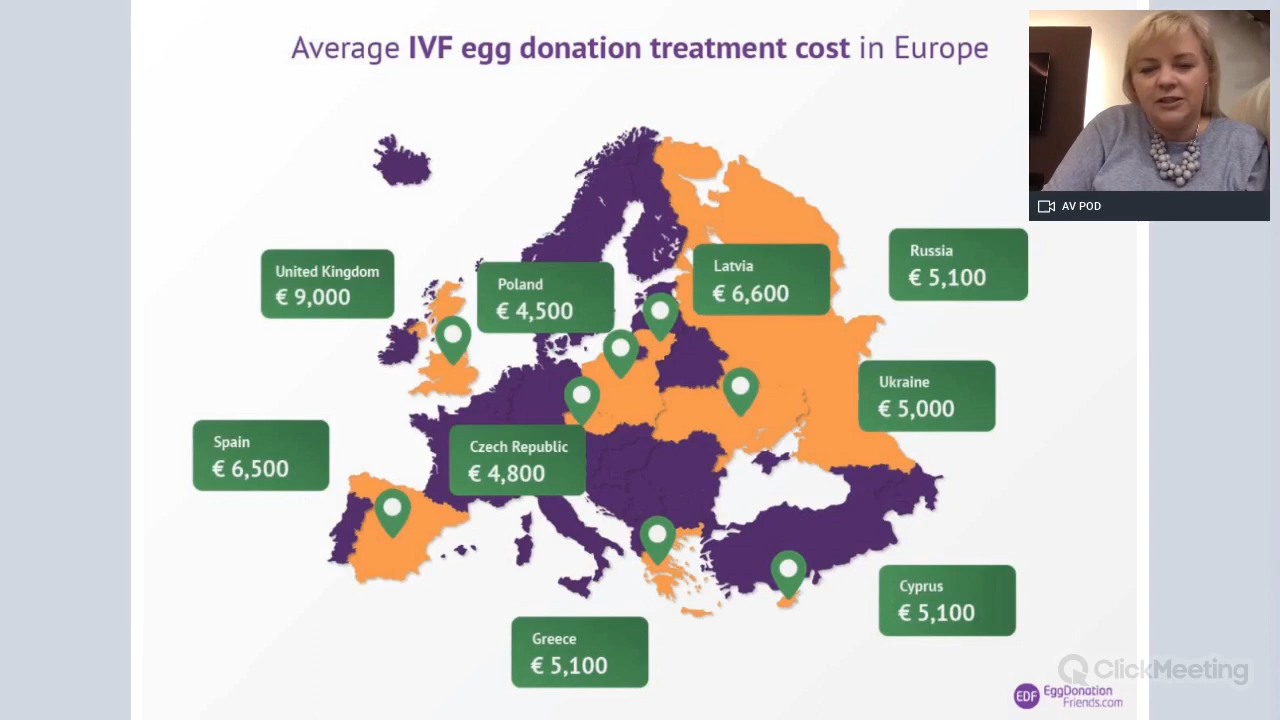 Average IVF egg donation treatment cost in Europe
AV POD
United Kingdom
€ 9,000
Poland
€ 4,500
Latvia
€ 6,600
Russia
€ 5,100
Ukraine
€ 5,000
Spain
€ 6,500
Czech Republic
€ 4,800
Cyprus
€ 5,100
Greece
€ 5,100
ClickMeeting
EDF
EggDonation
Friends.com